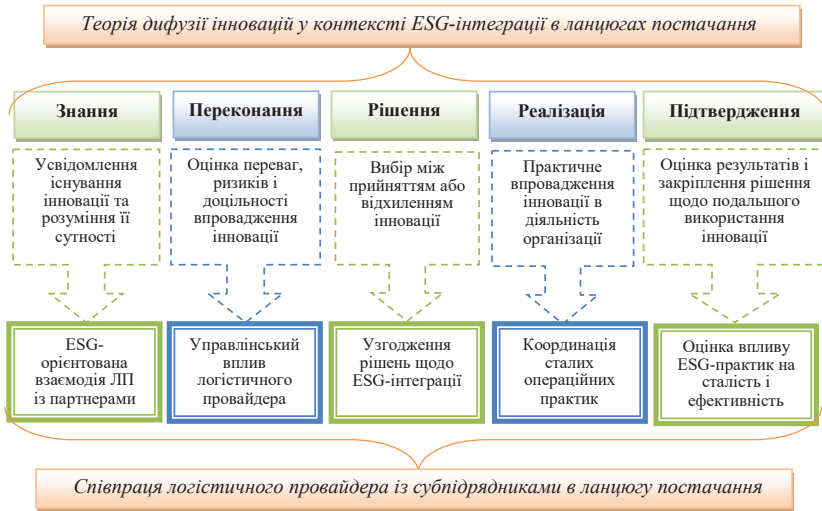 Теорія дифузії інновацій у контексті ESG-інтеграції в ланцюгах постачання
Знання
Переконання
Рішення
Реалізація
Підтвердження
Усвідомлення
існування
інновації та
розуміння її
сутності
Оцінка переваг,
ризиків і
доцільності
впровадження
інновації
Вибір між
прийняттям або
відхиленням
інновації
Практичне
впровадження
інновації в
діяльність
організації
Оцінка результатів і
закріплення рішення
щодо подальшого
використання
інновації
ESG-
орієнтована
взаємодія ЛП
із партнерами
Управлінський
вплив
логістичного
провайдера
Узгодження
рішень щодо
ESG-інтеграції
Координація
сталих
операційних
практик
Оцінка впливу
ESG-практик на
сталість і
ефективність
Співпраця логістичного провайдера із субпідрядниками в ланцюгу постачання